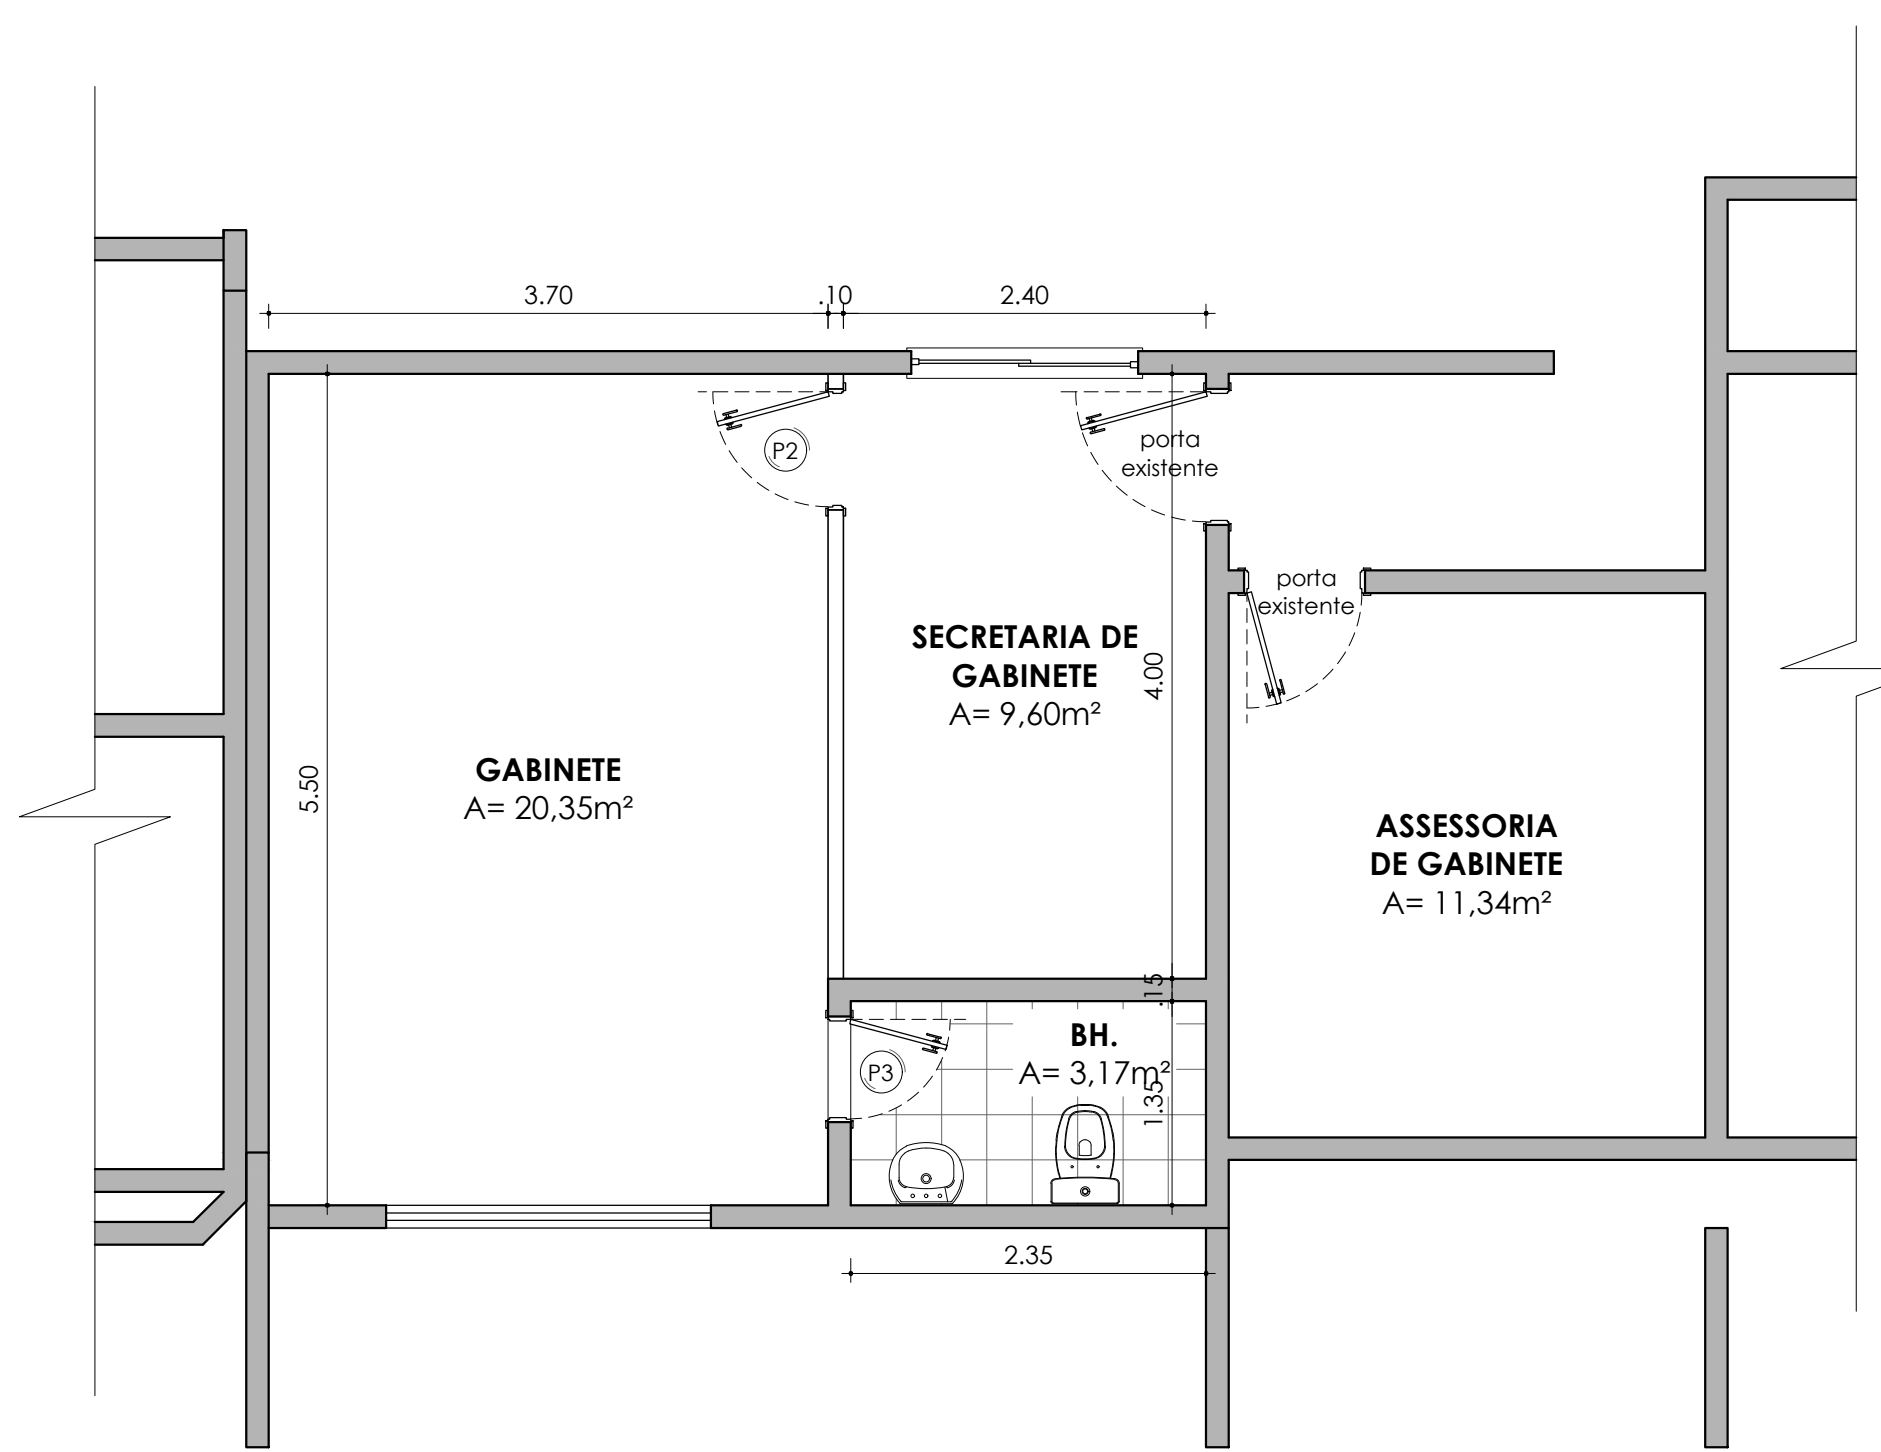 3.70
.10
2.40
P2
porta
existente
porta
existente
SECRETARIA DE
GABINETE
A= 9,60m²
4.00
GABINETE
A= 20,35m²
5.50
ASSESSORIA
DE GABINETE
A= 11,34m²
.15
BH.
A= 3,17m²
P3
1.35
2.35